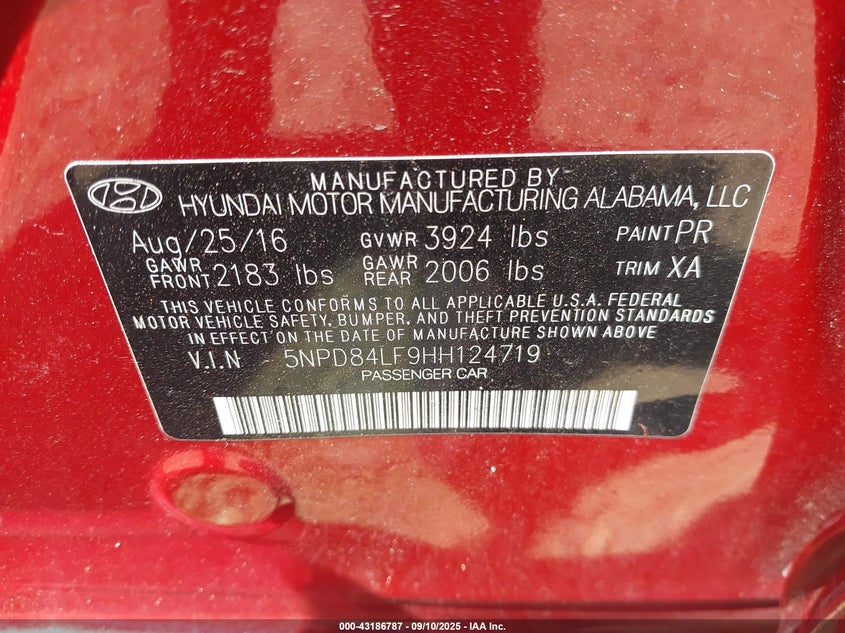 MANUFACTURED BY
HYUNDAI MOTOR MANUFACTURING ALABAMA, LLC
Aug/25/16 GVWR 3924 lbs PAINT PR
GAWR FRONT 2183 lbs GAWR REAR 2006 lbs TRIM XA
THIS VEHICLE CONFORMS TO ALL APPLICABLE U.S.A. FEDERAL
MOTOR VEHICLE SAFETY, BUMPER, AND THEFT PREVENTION STANDARDS
IN EFFECT ON THE DATE OF MANUFACTURE SHOWN ABOVE
V.I.N 5NPD84LF9HH124719
PASSENGER CAR
000-43186787 - 09/10/2025 - IAA Inc.